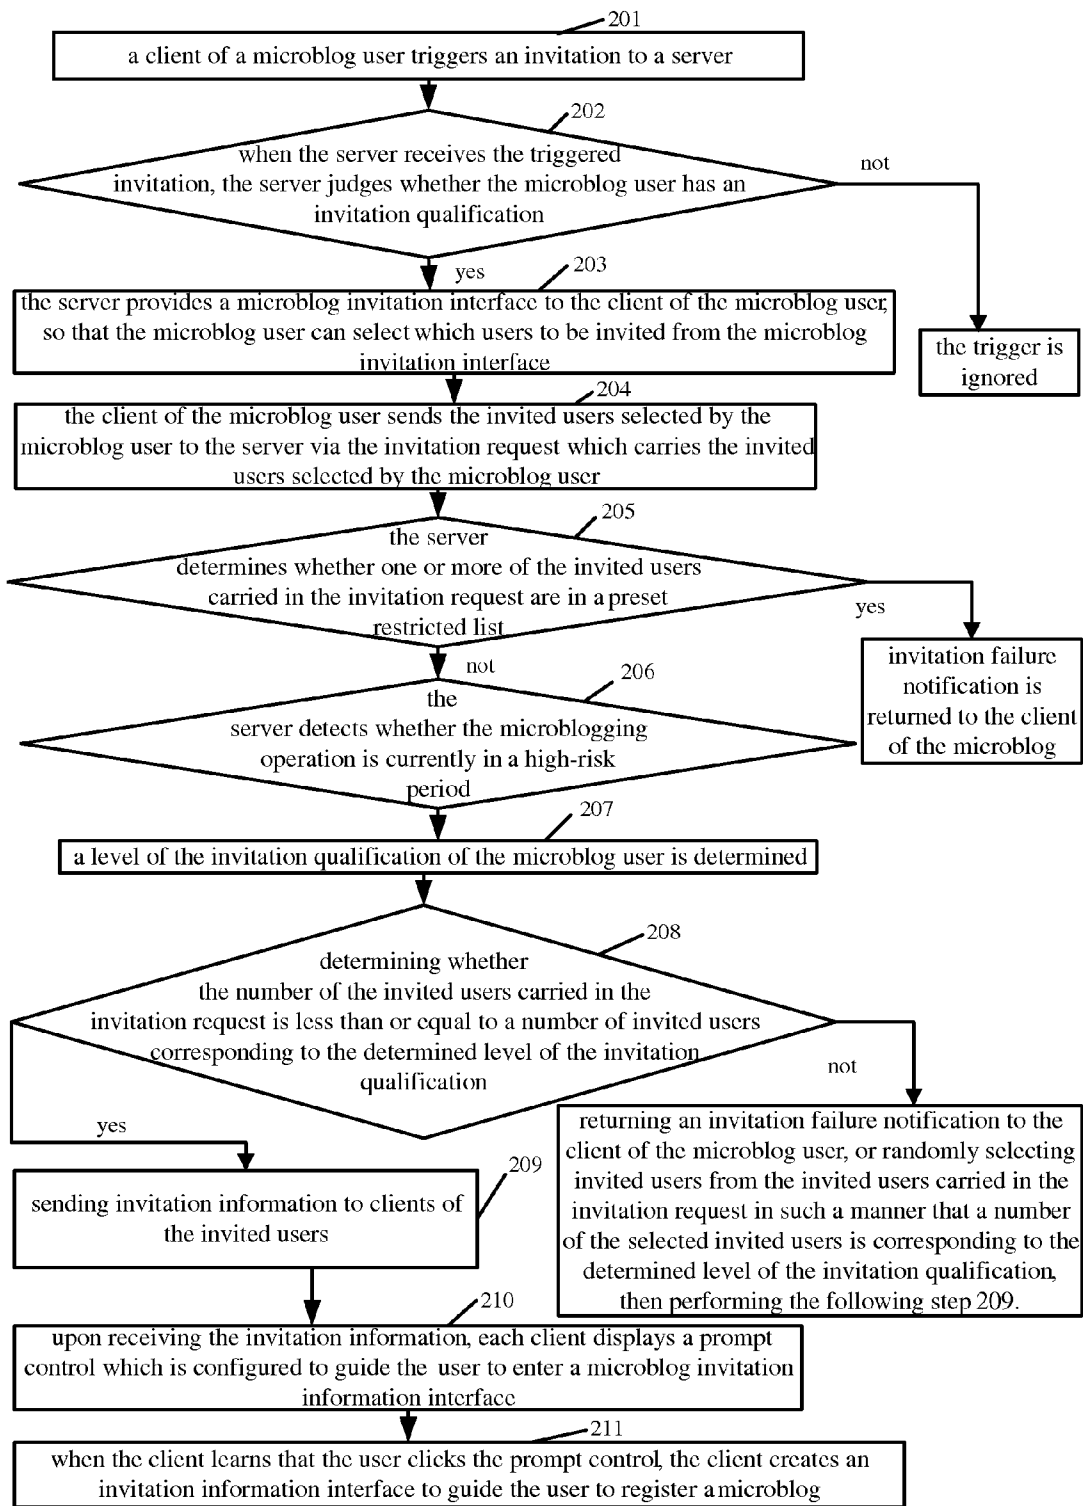 201
a client of a microblog user triggers an invitation to a server
202
when the server receives the triggered
invitation, the server judges whether the microblog user has an
invitation qualification
not
yes
203
the server provides a microblog invitation interface to the client of the microblog user,
so that the microblog user can select which users to be invited from the microblog
invitation interface
the trigger is
ignored
204
the client of the microblog user sends the invited users selected by the
microblog user to the server via the invitation request which carries the invited
users selected by the microblog user
205
the server
determines whether one or more of the invited users
carried in the invitation request are in a preset
restricted list
yes
invitation failure
notification is
returned to the client
of the microblog
not
206
the
server detects whether the microblogging
operation is currently in a high-risk
period
207
a level of the invitation qualification of the microblog user is determined
208
determining whether
the number of the invited users carried in the
invitation request is less than or equal to a number of invited users
corresponding to the determined level of the invitation
qualification
not
yes
returning an invitation failure notification to the
client of the microblog user, or randomly selecting
invited users from the invited users carried in the
invitation request in such a manner that a number
of the selected invited users is corresponding to the
determined level of the invitation qualification,
then performing the following step 209.
209
sending invitation information to clients of
the invited users
210
upon receiving the invitation information, each client displays a prompt
control which is configured to guide the user to enter a microblog invitation
information interface
211
when the client learns that the user clicks the prompt control, the client creates an
invitation information interface to guide the user to register a microblog